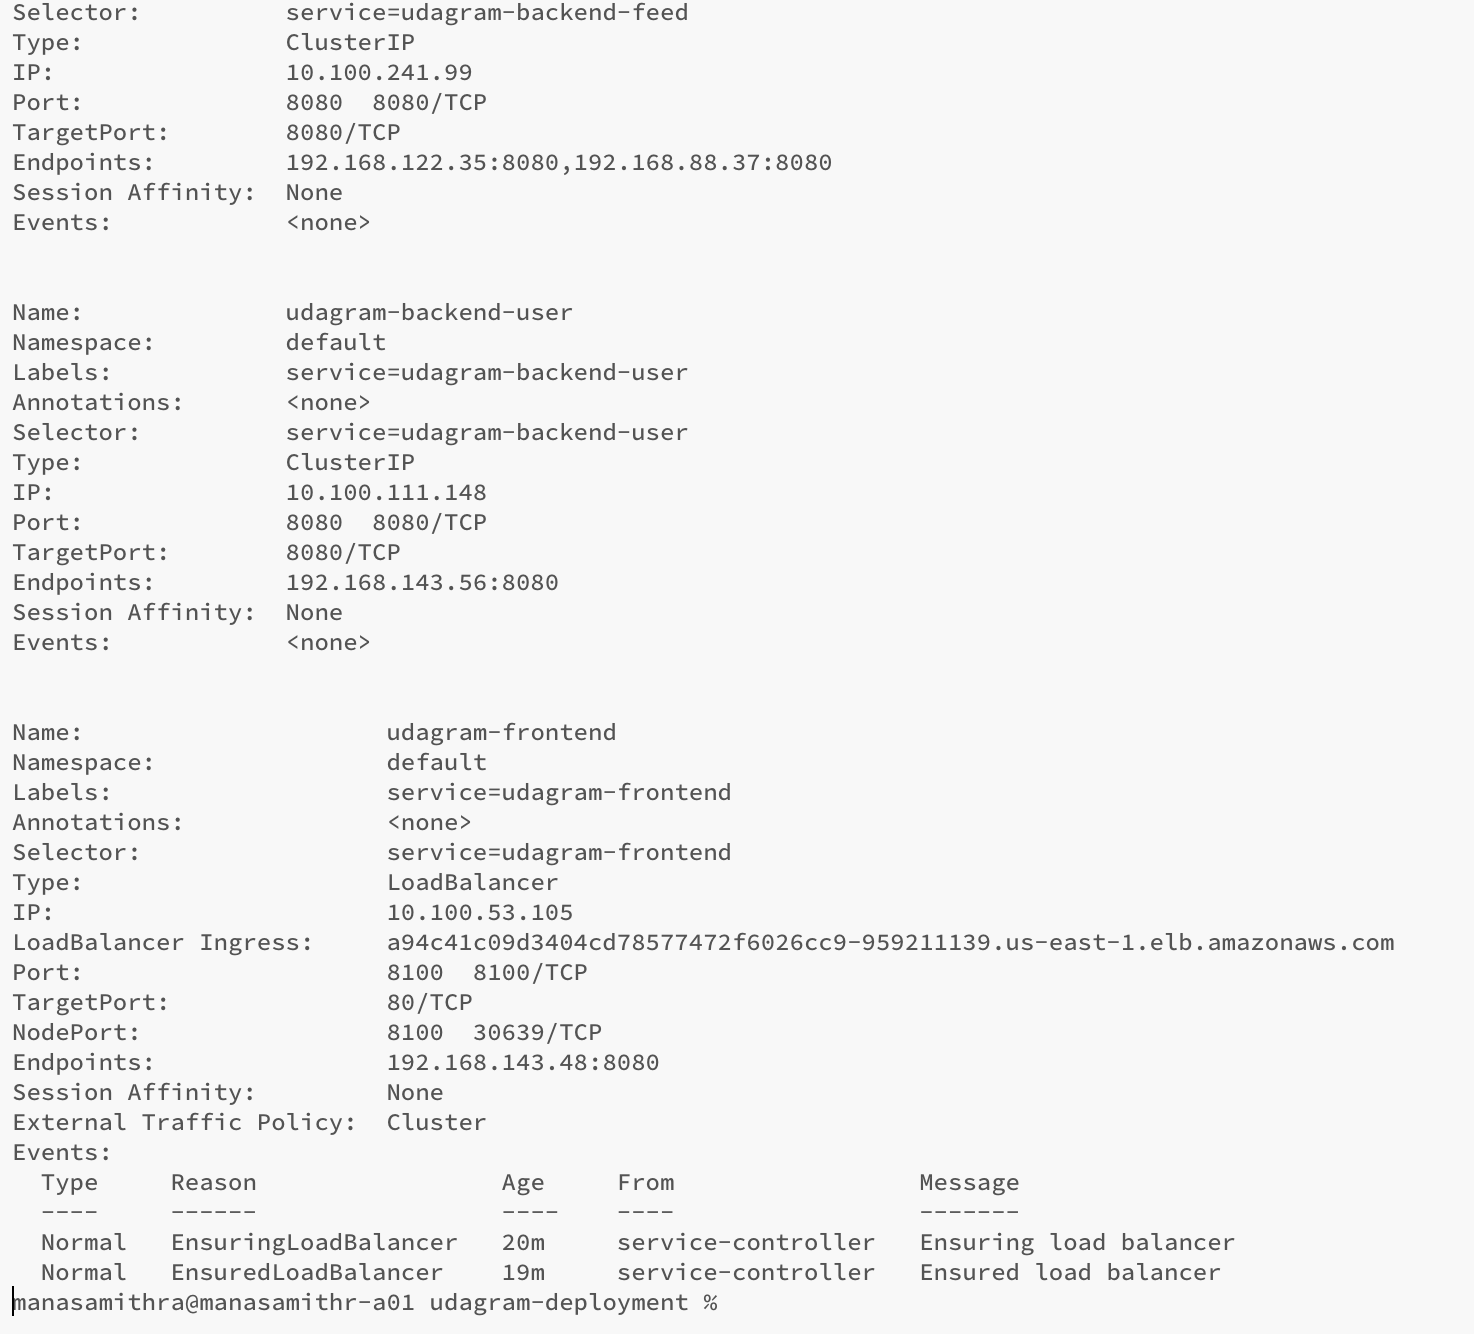 Selector:          service=udagram-backend-feed
Type:              ClusterIP
IP:                10.100.241.99
Port:              8080  8080/TCP
TargetPort:        8080/TCP
Endpoints:         192.168.122.35:8080,192.168.88.37:8080
Session Affinity:  None
Events:            <none>


Name:              udagram-backend-user
Namespace:         default
Labels:            service=udagram-backend-user
Annotations:       <none>
Selector:          service=udagram-backend-user
Type:              ClusterIP
IP:                10.100.111.148
Port:              8080  8080/TCP
TargetPort:        8080/TCP
Endpoints:         192.168.143.56:8080
Session Affinity:  None
Events:            <none>


Name:                     udagram-frontend
Namespace:                default
Labels:                   service=udagram-frontend
Annotations:              <none>
Selector:                 service=udagram-frontend
Type:                     LoadBalancer
IP:                       10.100.53.105
LoadBalancer Ingress:     a94c41c09d3404cd78577472f6026cc9-959211139.us-east-1.elb.amazonaws.com
Port:                     8100  8100/TCP
TargetPort:               80/TCP
NodePort:                 8100  30639/TCP
Endpoints:                192.168.143.48:8080
Session Affinity:         None
External Traffic Policy:  Cluster
Events:
  Type     Reason                 Age     From                 Message
  ----     ------                 ----    ----                 -------
  Normal   EnsuringLoadBalancer   20m     service-controller   Ensuring load balancer
  Normal   EnsuredLoadBalancer    19m     service-controller   Ensured load balancer
manasamithra@manasamithr-a01 udagram-deployment %